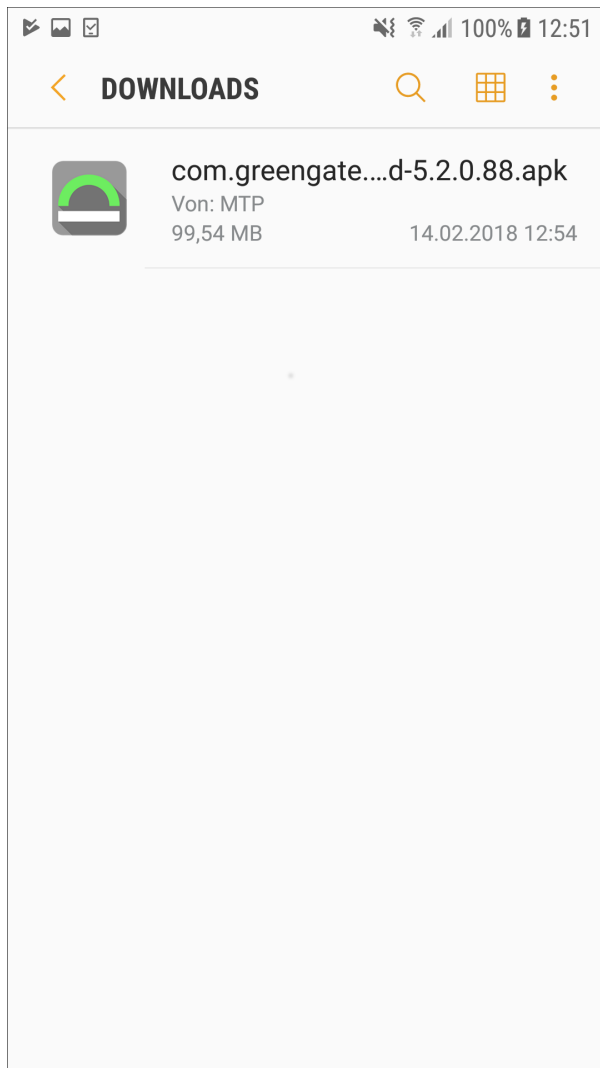 100% 12:51
DOWNLOADS
com.greengate....d-5.2.0.88.apk
Von: MTP
99,54 MB 14.02.2018 12:54